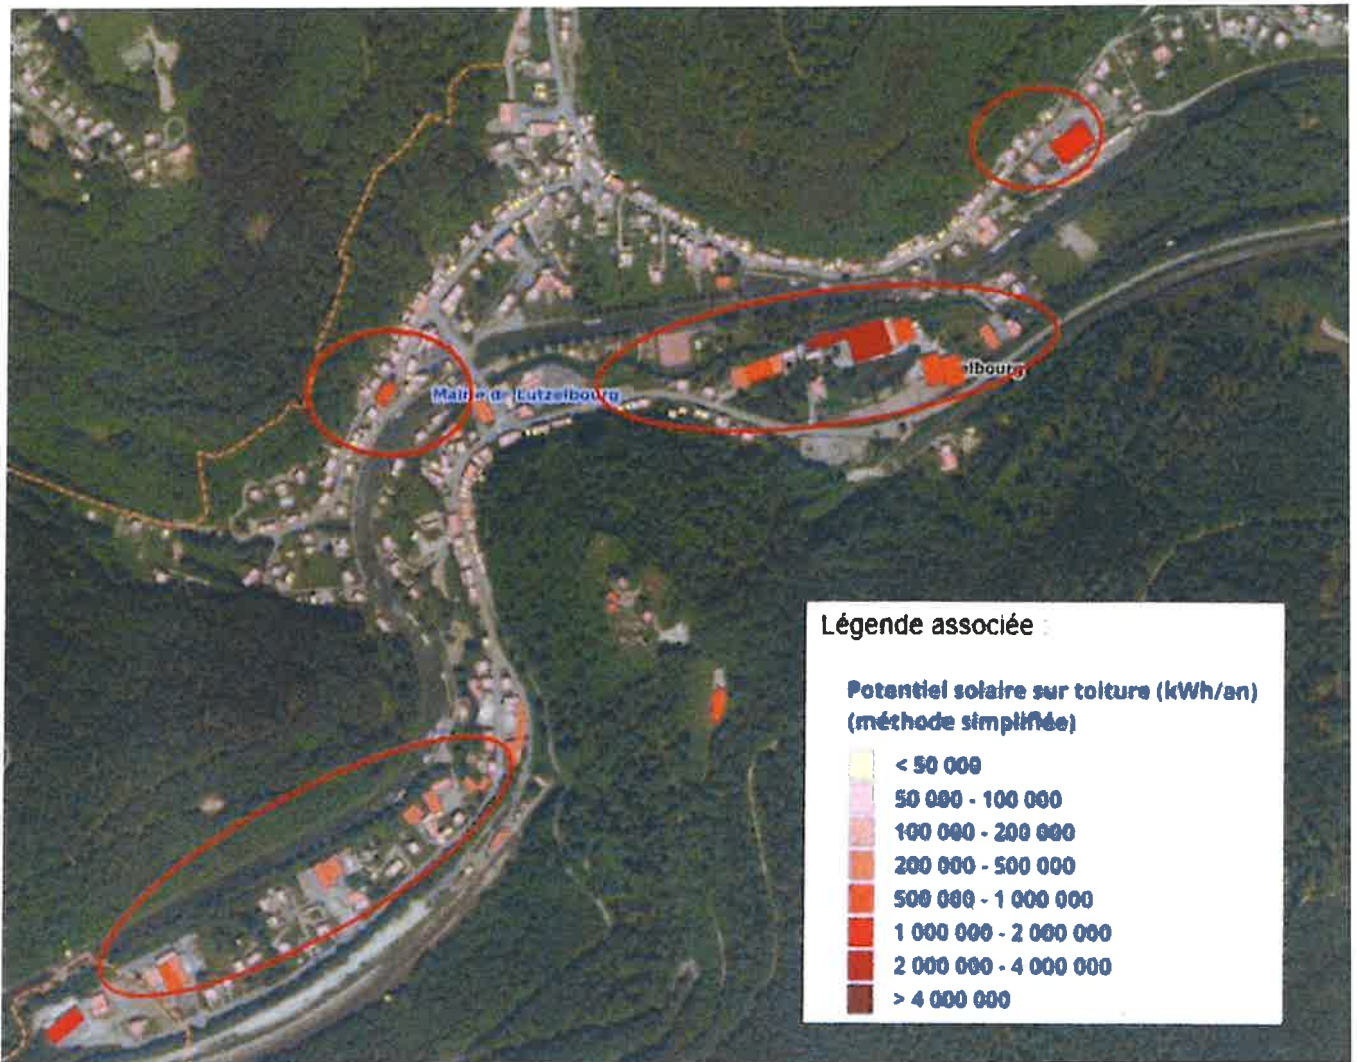 Mairie de Lutzelbourg
elbourg
Légende associée :
Potentiel solaire sur toiture (kWh/an)
(méthode simplifiée)
< 50 000
50 000 - 100 000
100 000 - 200 000
200 000 - 500 000
500 000 - 1 000 000
1 000 000 - 2 000 000
2 000 000 - 4 000 000
> 4 000 000